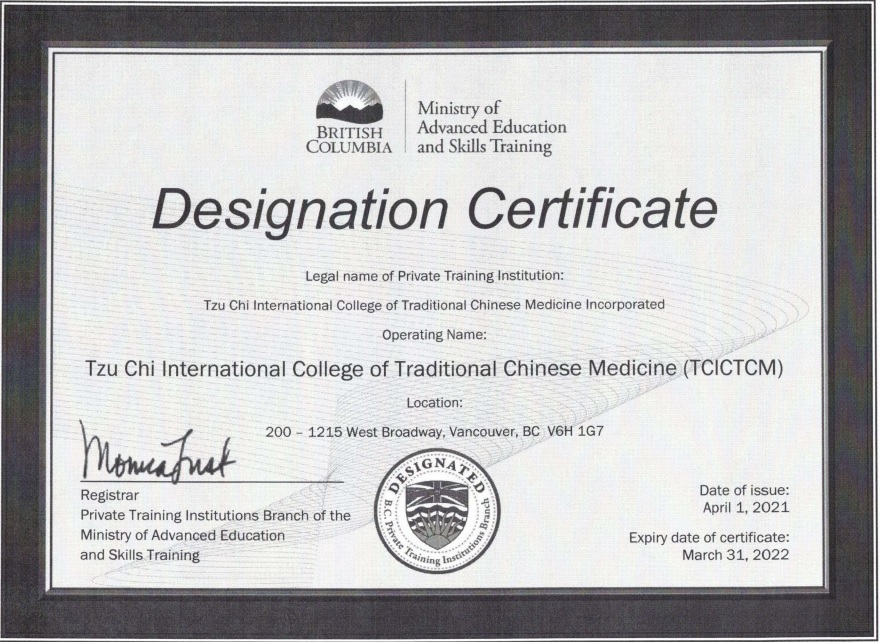 BRITISH
COLUMBIA
Ministry of
Advanced Education
and Skills Training
Designation Certificate
Legal name of Private Training Institution:
Tzu Chi International College of Traditional Chinese Medicine Incorporated
Operating Name:
Tzu Chi International College of Traditional Chinese Medicine (TCICTCM)
Location:
200 – 1215 West Broadway, Vancouver, BC V6H 1G7
Registrar
Private Training Institutions Branch of the
Ministry of Advanced Education
and Skills Training
DESIGNATED
B.C. Private Training Institutions Branch
Date of issue:
April 1, 2021
Expiry date of certificate:
March 31, 2022